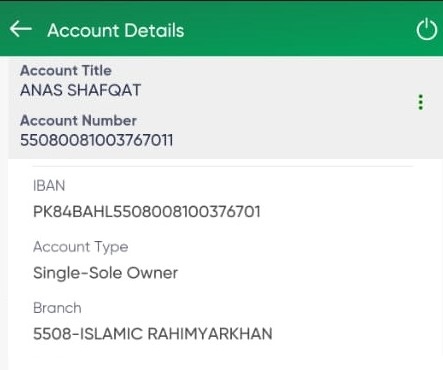 Account Details
Account Title
ANAS SHAFQAT
Account Number
55080081003767011
IBAN
PK84BAHL5508008100376701
Account Type
Single-Sole Owner
Branch
5508-ISLAMIC RAHIMYARKHAN